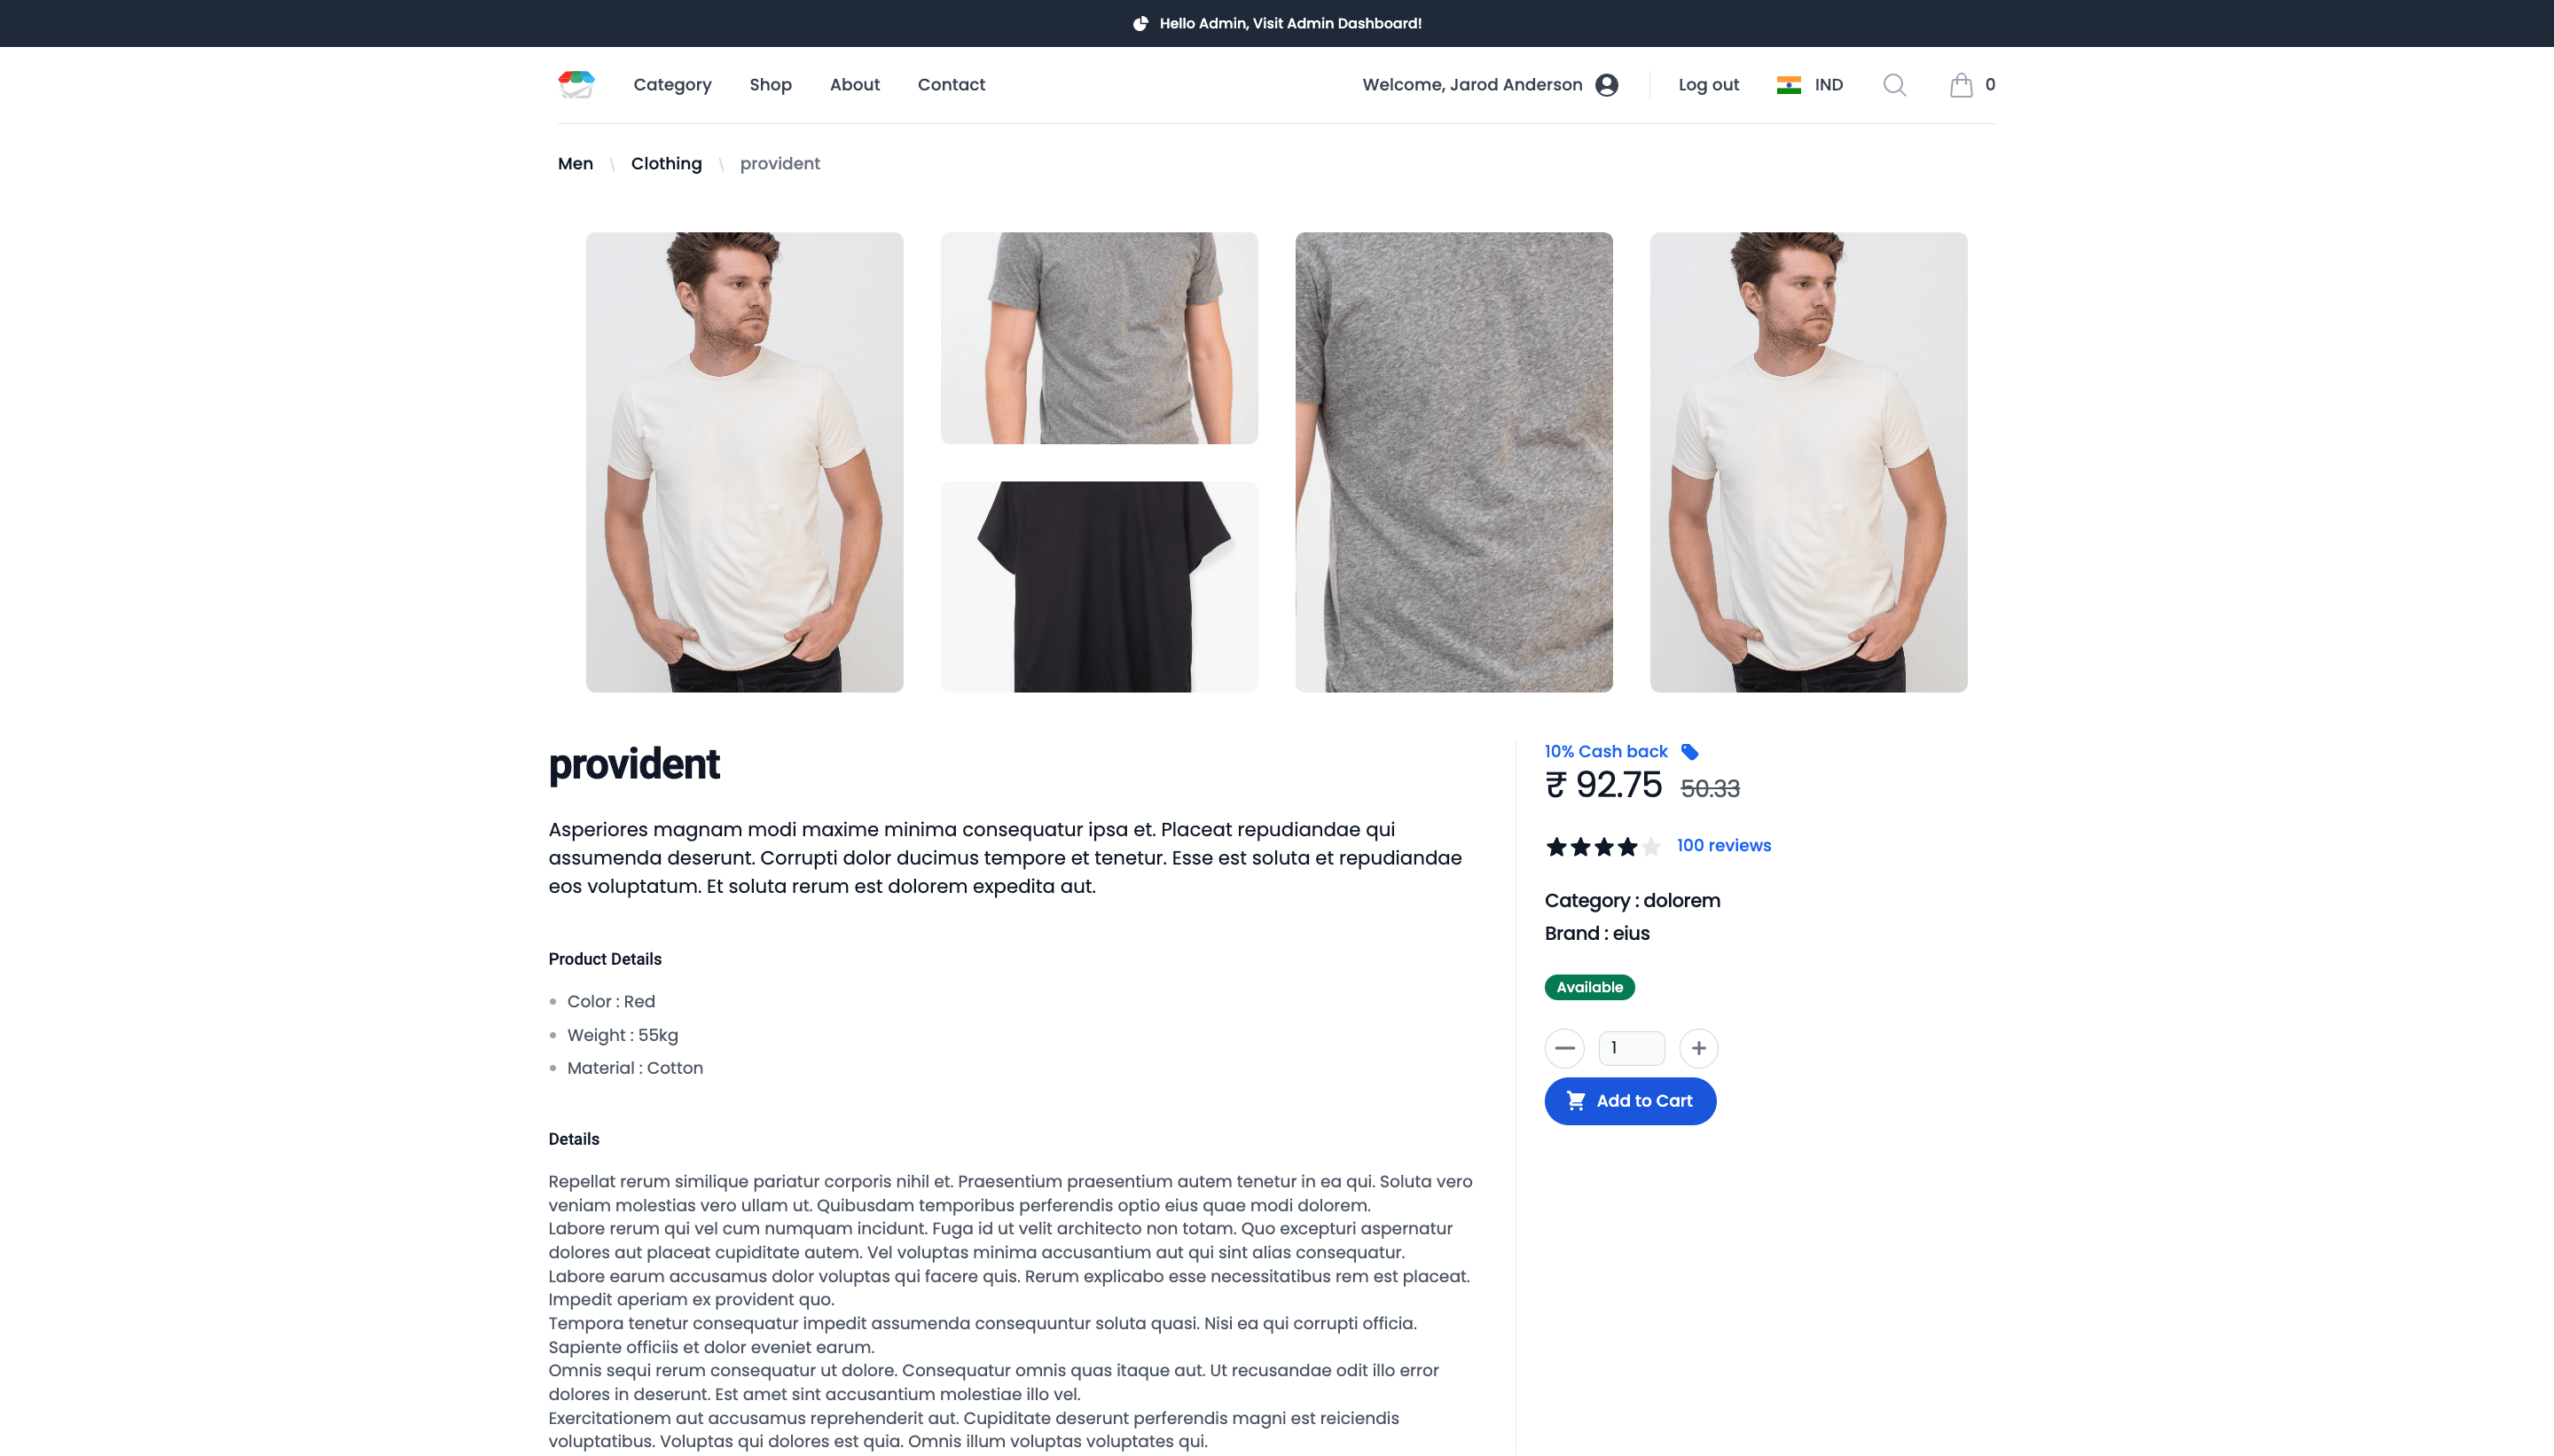 Hello Admin, Visit Admin Dashboard!
Category Shop About Contact Welcome, Jarod Anderson Log out IND 0
Men \ Clothing \ provident
provident
Asperiores magnam modi maxime minima consequatur ipsa et. Placeat repudiandae qui
assumenda deserunt. Corrupti dolor ducimus tempore et tenetur. Esse est soluta et repudiandae
eos voluptatum. Et soluta rerum est dolorem expedita aut.
Product Details
Color : Red
Weight : 55kg
Material : Cotton
Details
Repellat rerum similique pariatur corporis nihil et. Praesentium praesentium autem tenetur in ea qui. Soluta vero
veniam molestias vero ullam ut. Quibusdam temporibus perferendis optio eius quae modi dolorem.
Labore rerum qui vel cum numquam incidunt. Fuga id ut velit architecto non totam. Quo excepturi aspernatur
dolores aut placeat cupiditate autem. Vel voluptas minima accusantium aut qui sint alias consequatur.
Labore earum accusamus dolor voluptas qui facere quis. Rerum explicabo esse necessitatibus rem est placeat.
Impedit aperiam ex provident quo.
Tempora tenetur consequatur impedit assumenda consequuntur soluta quasi. Nisi ea qui corrupti officia.
Sapiente officiis et dolor eveniet earum.
Omnis sequi rerum consequatur ut dolore. Consequatur omnis quas itaque aut. Ut recusandae odit illo error
dolores in deserunt. Est amet sint accusantium molestiae illo vel.
Exercitationem aut accusamus reprehenderit aut. Cupiditate deserunt perferendis magni est reiciendis
voluptatibus. Voluptas qui dolores est quia. Omnis illum voluptas voluptates qui.
10% Cash back
₹ 92.75 50.33
100 reviews
Category : dolorem
Brand : eius
Available
1
Add to Cart